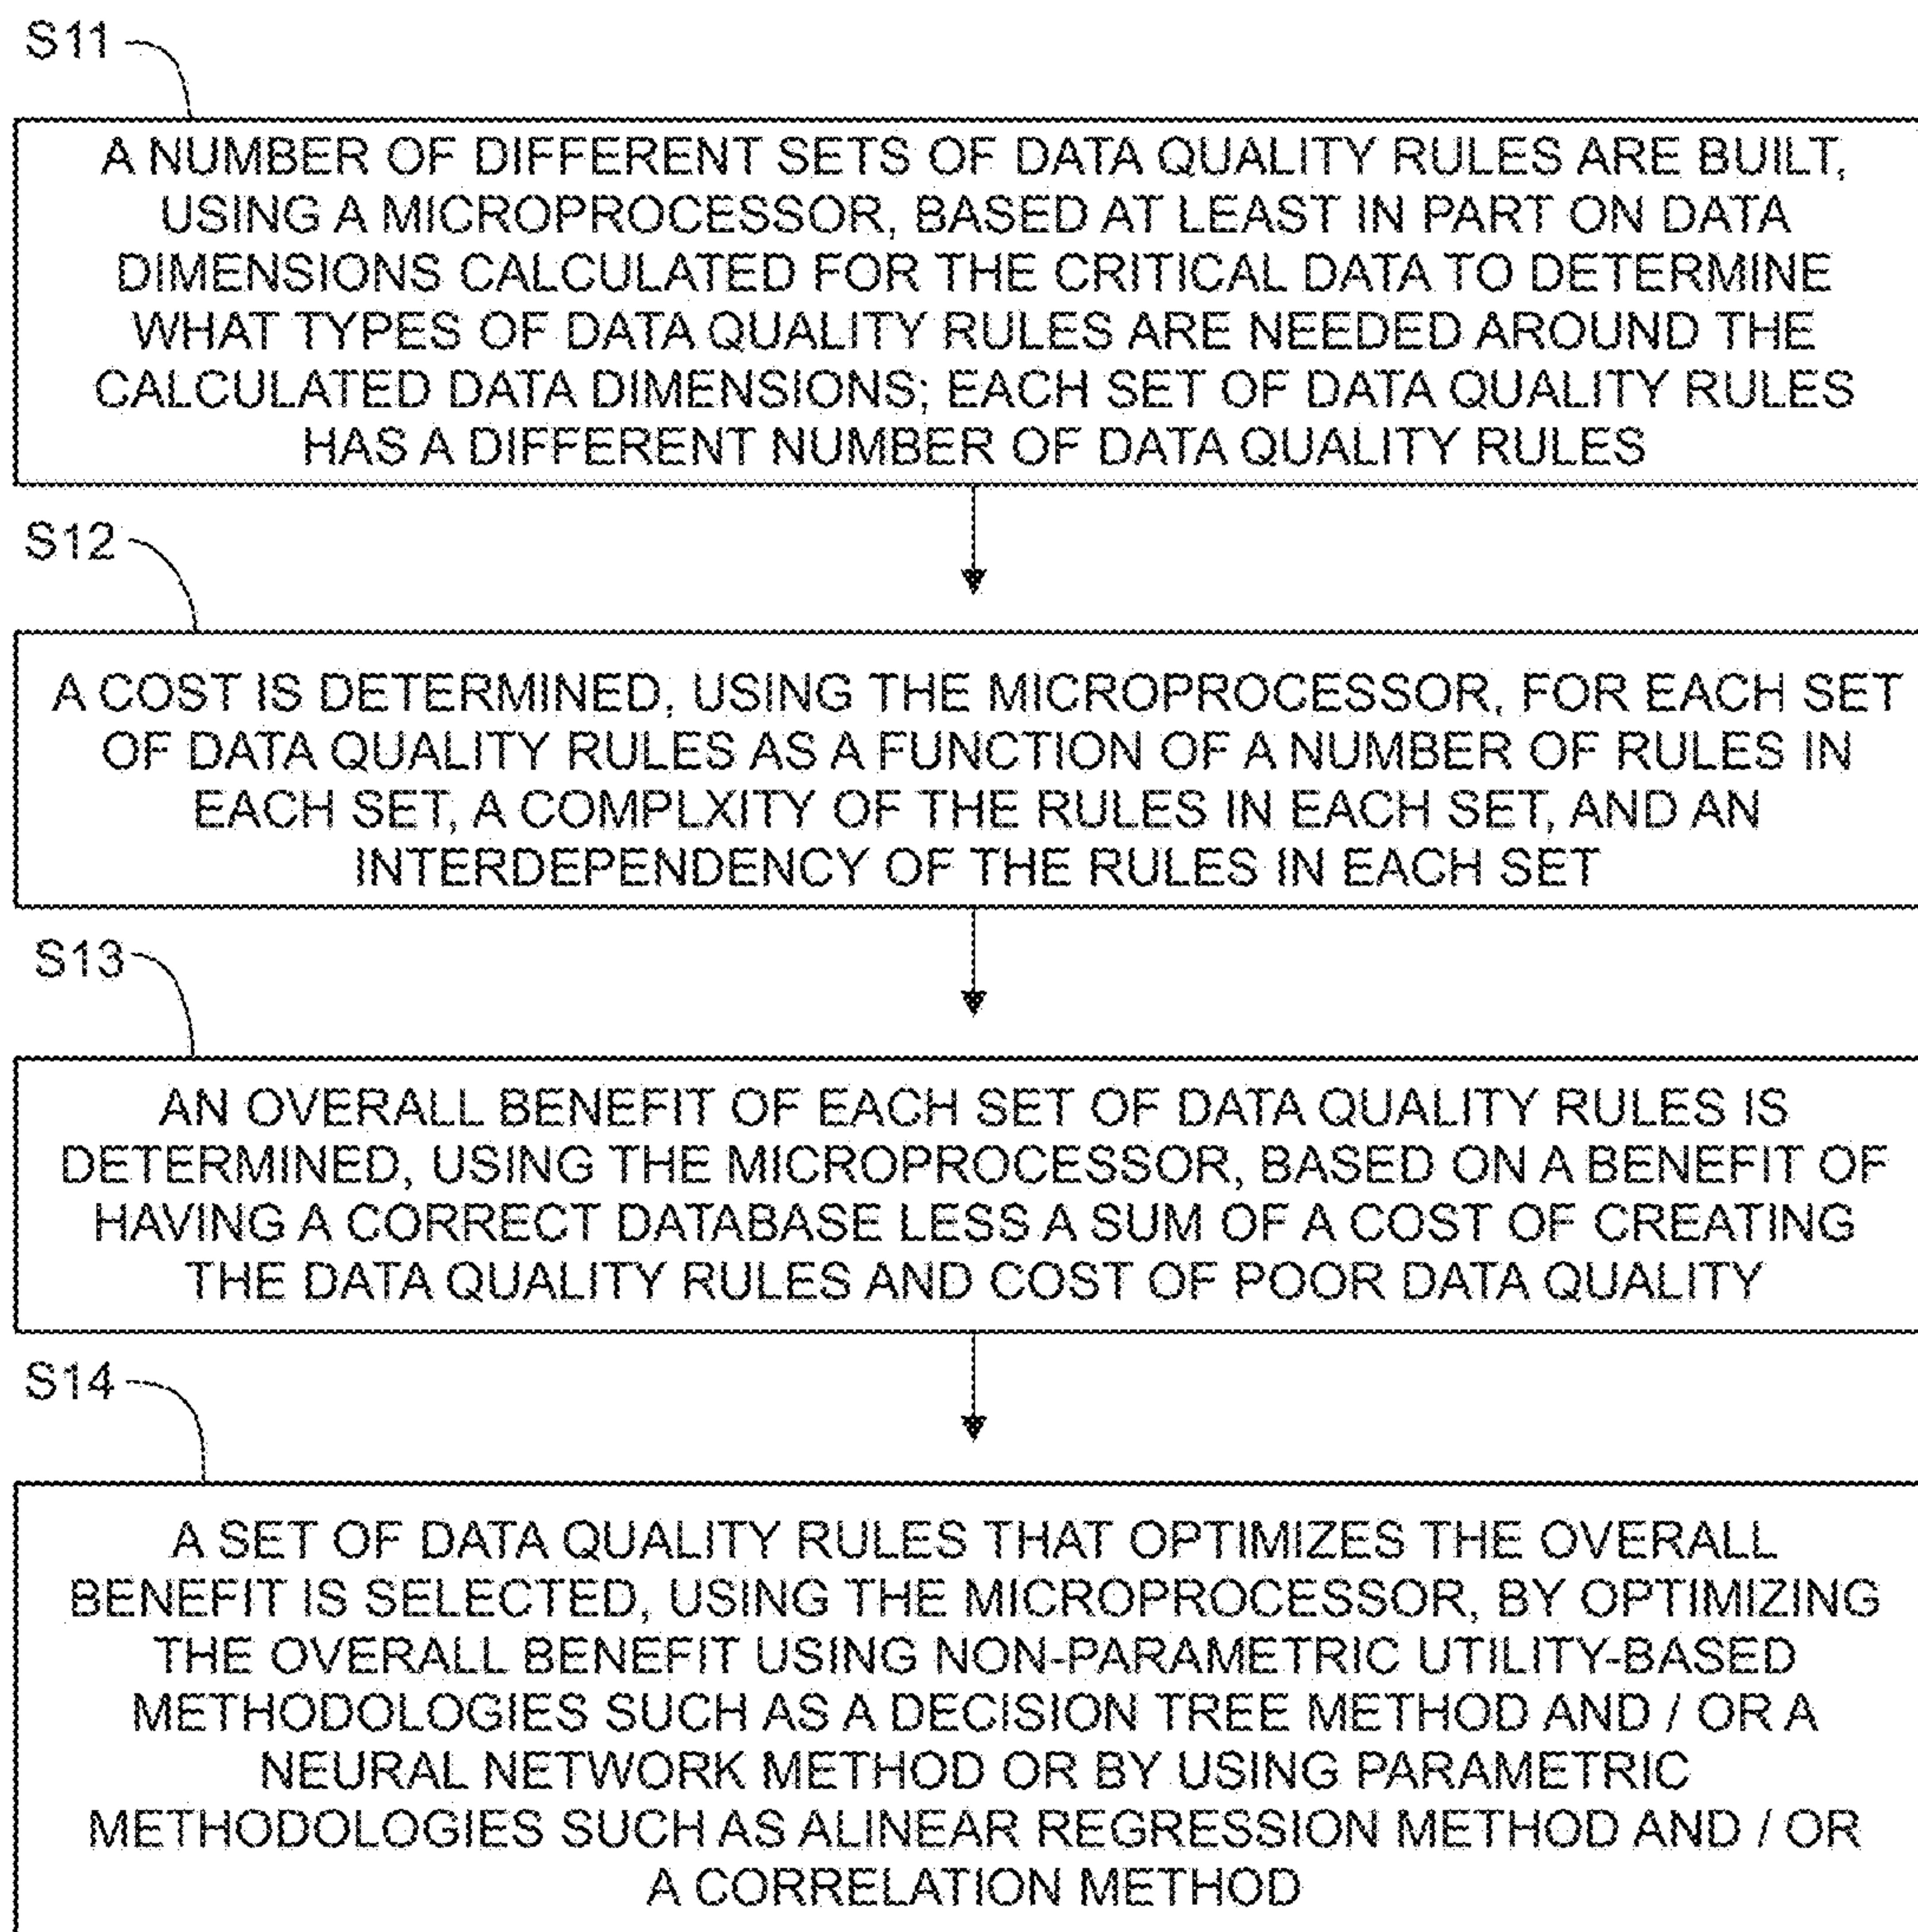 S11
A NUMBER OF DIFFERENT SETS OF DATA QUALITY RULES ARE BUILT,
USING A MICROPROCESSOR, BASED AT LEAST IN PART ON DATA
DIMENSIONS CALCULATED FOR THE CRITICAL DATA TO DETERMINE
WHAT TYPES OF DATA QUALITY RULES ARE NEEDED AROUND THE
CALCULATED DATA DIMENSIONS; EACH SET OF DATA QUALITY RULES
HAS A DIFFERENT NUMBER OF DATA QUALITY RULES
S12
A COST IS DETERMINED, USING THE MICROPROCESSOR, FOR EACH SET
OF DATA QUALITY RULES AS A FUNCTION OF A NUMBER OF RULES IN
EACH SET, A COMPLXITY OF THE RULES IN EACH SET, AND AN
INTERDEPENDENCY OF THE RULES IN EACH SET
S13
AN OVERALL BENEFIT OF EACH SET OF DATA QUALITY RULES IS
DETERMINED, USING THE MICROPROCESSOR, BASED ON A BENEFIT OF
HAVING A CORRECT DATABASE LESS A SUM OF A COST OF CREATING
THE DATA QUALITY RULES AND COST OF POOR DATA QUALITY
S14
A SET OF DATA QUALITY RULES THAT OPTIMIZES THE OVERALL
BENEFIT IS SELECTED, USING THE MICROPROCESSOR, BY OPTIMIZING
THE OVERALL BENEFIT USING NON-PARAMETRIC UTILITY-BASED
METHODOLOGIES SUCH AS A DECISION TREE METHOD AND / OR A
NEURAL NETWORK METHOD OR BY USING PARAMETRIC
METHODOLOGIES SUCH AS ALINEAR REGRESSION METHOD AND / OR
A CORRELATION METHOD